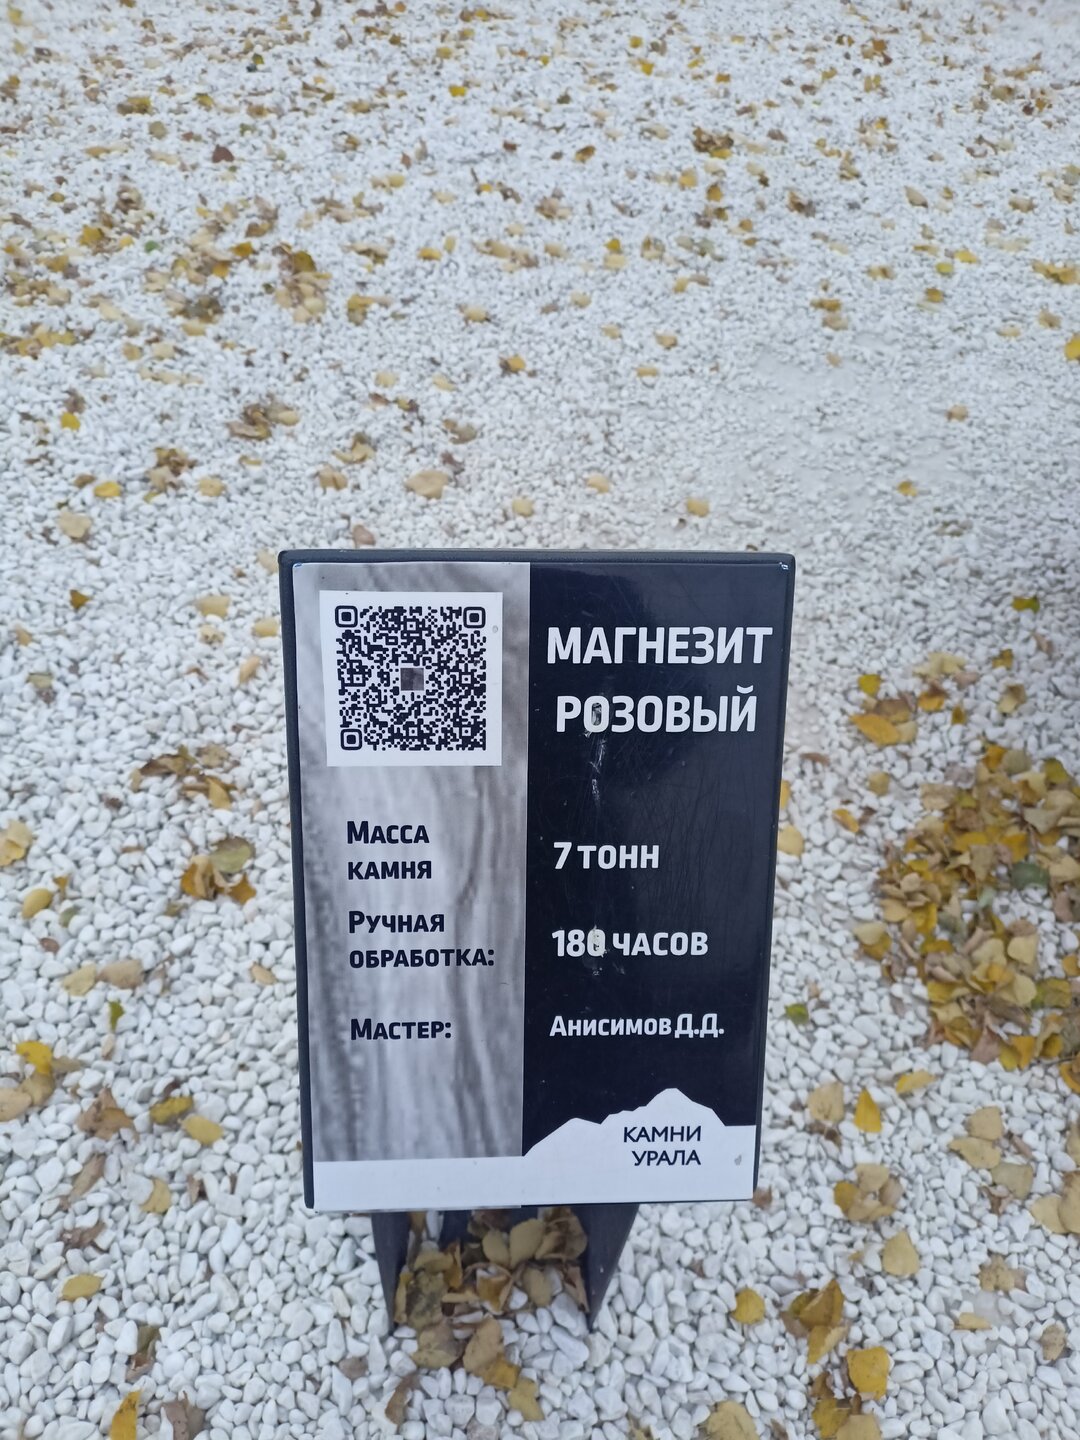 МАГНЕЗИТ
РОЗОВЫЙ
Масса
камня
7 тонн
Ручная
обработка:
180 часов
Мастер:
Анисимов Д.Д.
КАМНИ
УРАЛА